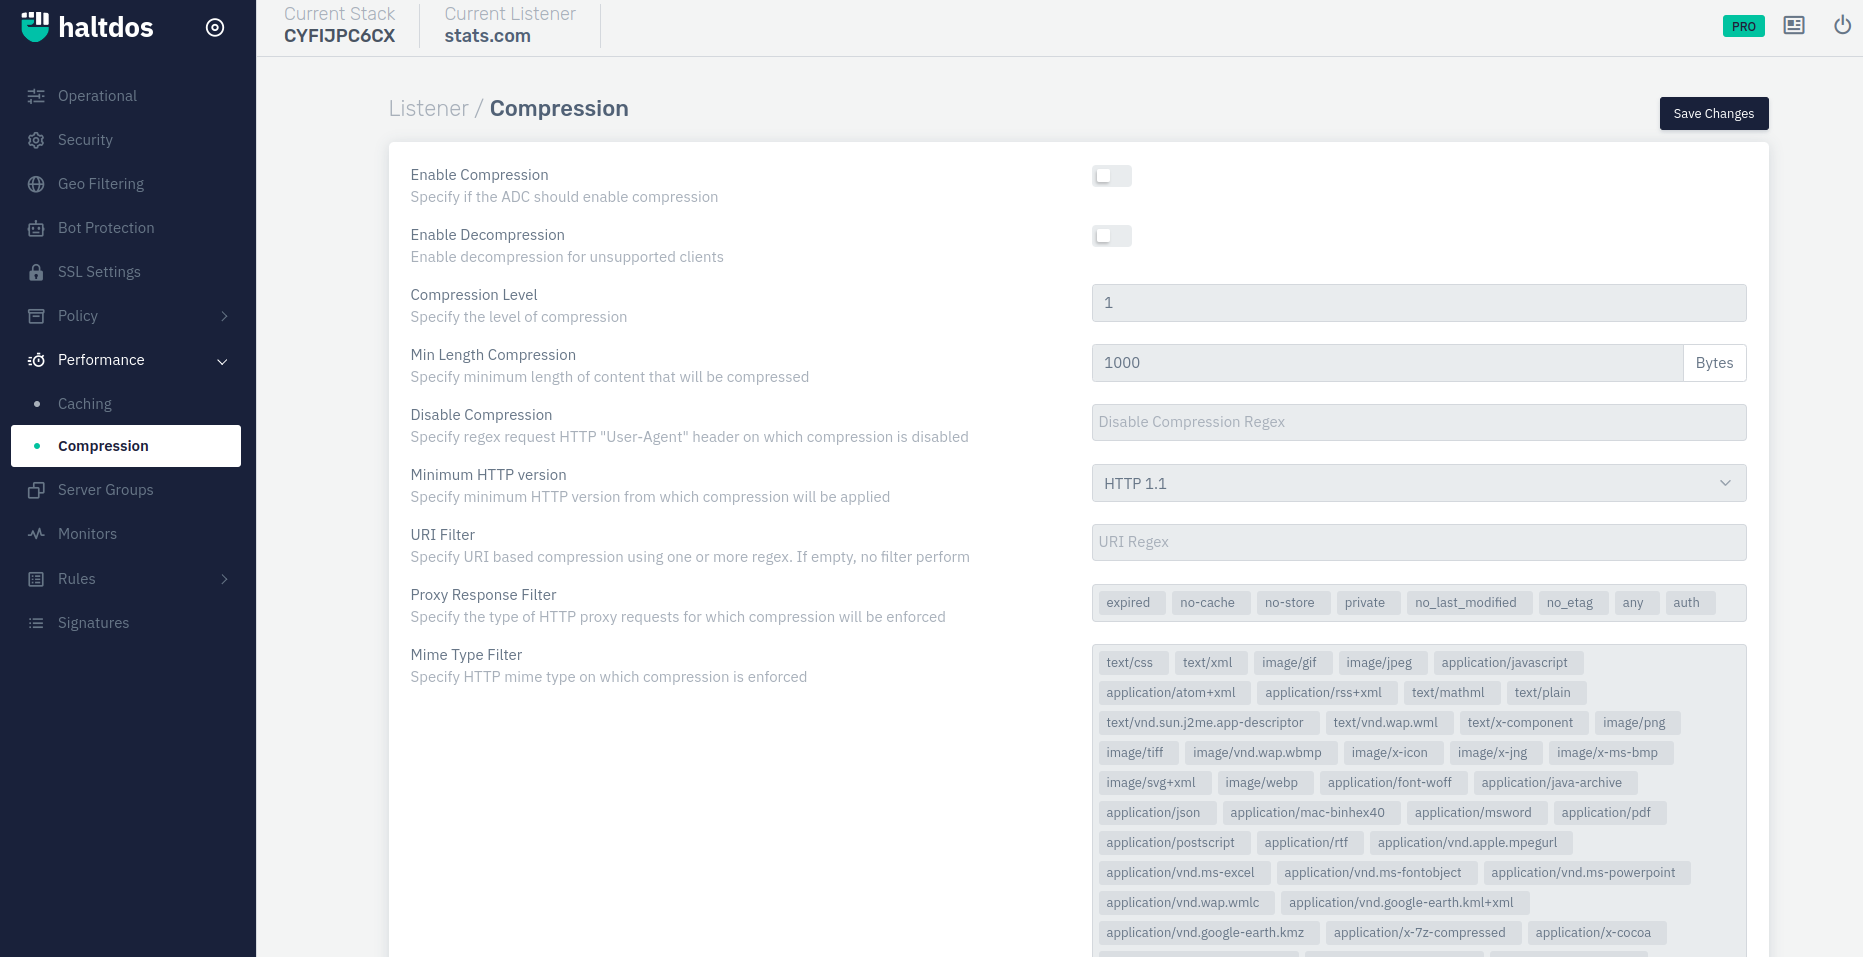 haltdos
Current Stack
CYFIJPC6CX
Current Listener
stats.com
PRO
Operational
Security
Geo Filtering
Bot Protection
SSL Settings
Policy
Performance
Caching
Compression
Server Groups
Monitors
Rules
Signatures
Listener / Compression
Save Changes
Enable Compression
Specify if the ADC should enable compression
Enable Decompression
Enable decompression for unsupported clients
Compression Level
Specify the level of compression
1
Min Length Compression
Specify minimum length of content that will be compressed
1000 Bytes
Disable Compression
Specify regex request HTTP "User-Agent" header on which compression is disabled
Disable Compression Regex
Minimum HTTP version
Specify minimum HTTP version from which compression will be applied
HTTP 1.1
URI Filter
Specify URI based compression using one or more regex. If empty, no filter perform
URI Regex
Proxy Response Filter
Specify the type of HTTP proxy requests for which compression will be enforced
expired no-cache no-store private no_last_modified no_etag any auth
Mime Type Filter
Specify HTTP mime type on which compression is enforced
text/css text/xml image/gif image/jpeg application/javascript
application/atom+xml application/rss+xml text/mathml text/plain
text/vnd.sun.j2me.app-descriptor text/vnd.wap.wml text/x-component image/png
image/tiff image/vnd.wap.wbmp image/x-icon image/x-jng image/x-ms-bmp
image/svg+xml image/webp application/font-woff application/java-archive
application/json application/mac-binhex40 application/msword application/pdf
application/postscript application/rtf application/vnd.apple.mpegurl
application/vnd.ms-excel application/vnd.ms-fontobject application/vnd.ms-powerpoint
application/vnd.wap.wmlc application/vnd.google-earth.kml+xml
application/vnd.google-earth.kmz application/x-7z-compressed application/x-cocoa